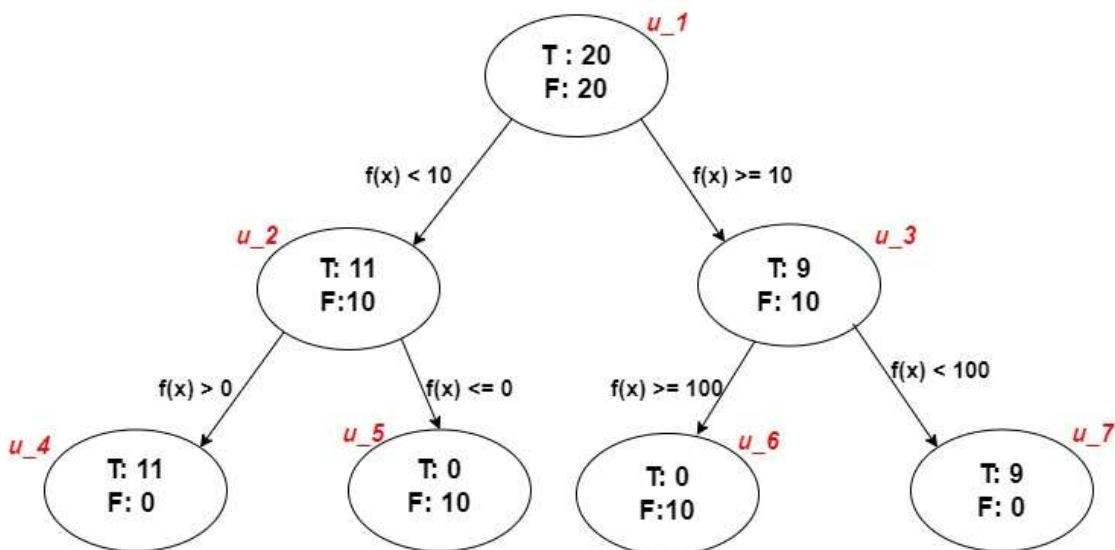 u_1
T : 20
F: 20
f(x) < 10
f(x) >= 10
u_2
T: 11
F:10
u_3
T: 9
F: 10
f(x) > 0
f(x) <= 0
f(x) >= 100
f(x) < 100
u_4
T: 11
F: 0
u_5
T: 0
F: 10
u_6
T: 0
F:10
u_7
T: 9
F: 0